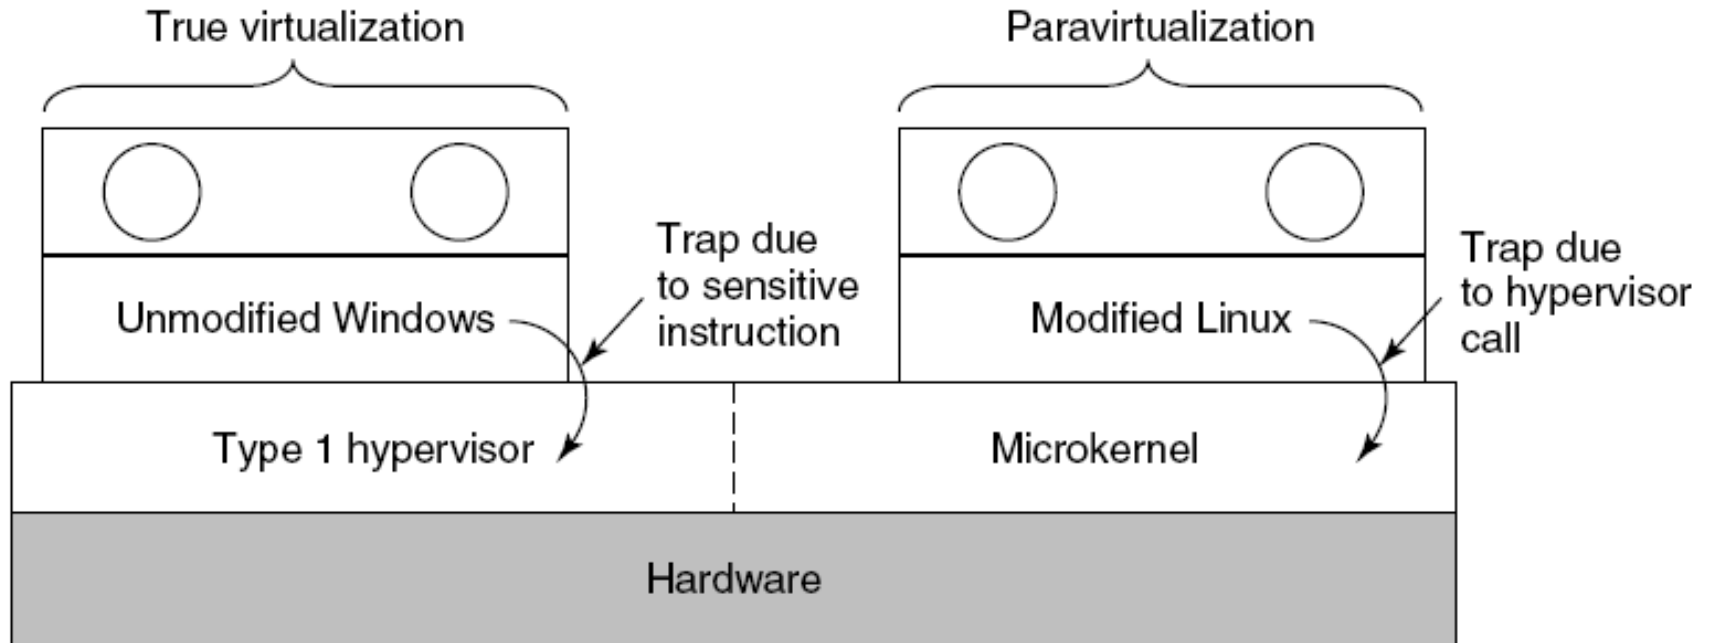 True virtualization
Paravirtualization
Trap due
to sensitive
instruction
Trap due
to hypervisor
call
Unmodified Windows
Modified Linux
Type 1 hypervisor
Microkernel
Hardware